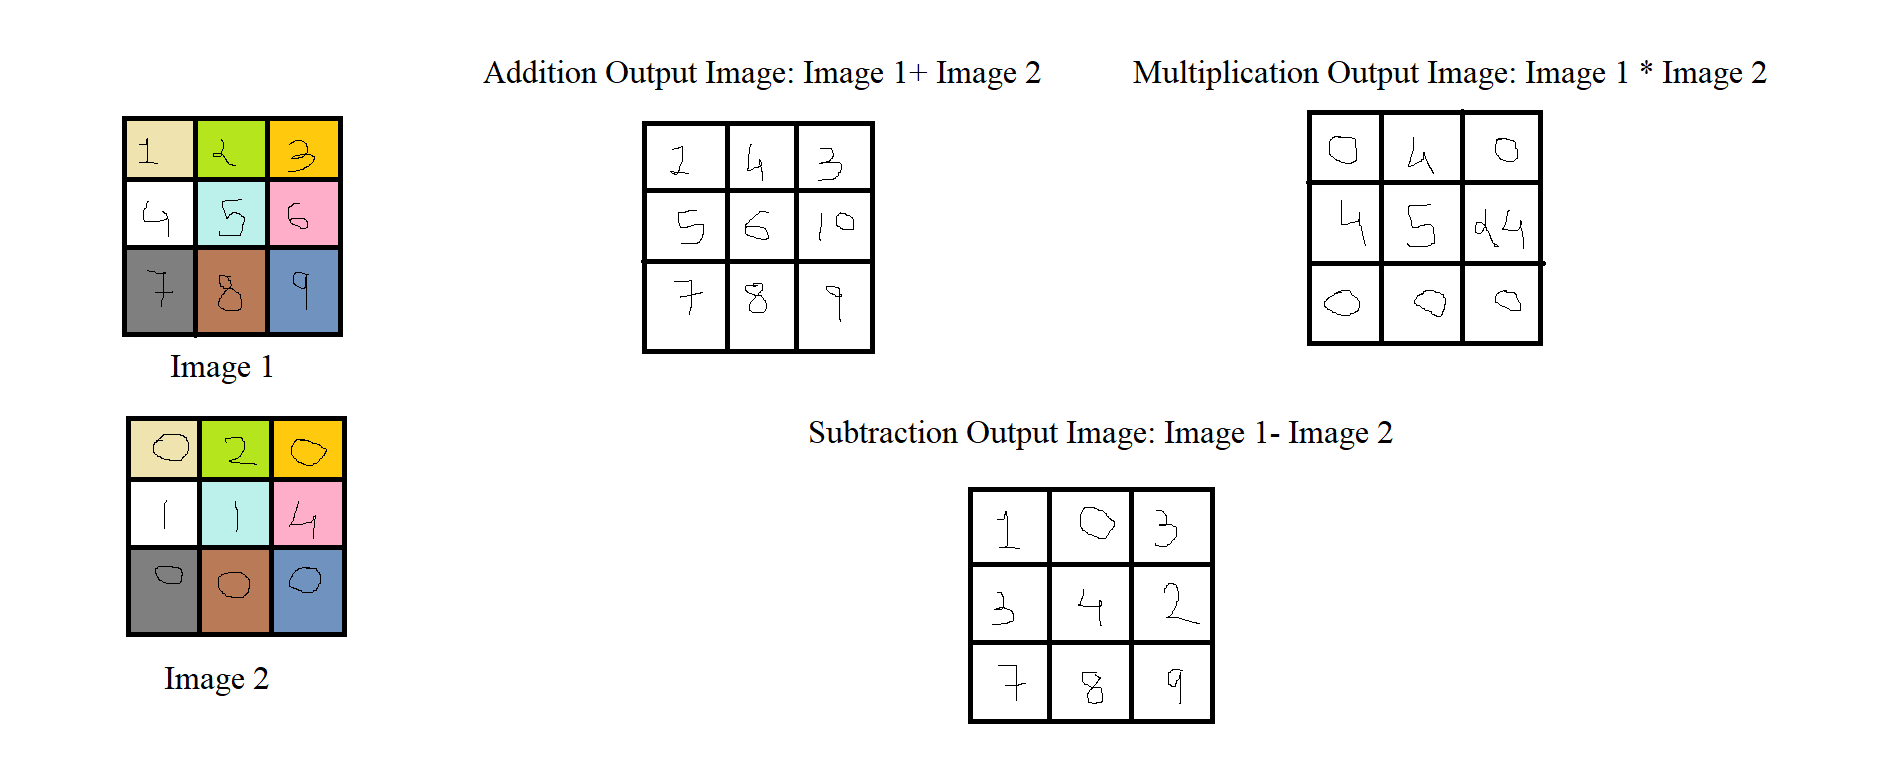 Addition Output Image: Image 1+ Image 2
Multiplication Output Image: Image 1 * Image 2
1 2 3
4 5 6
7 8 9
Image 1
1 4 3
5 6 10
7 8 9
0 4 0
4 5 24
0 0 0
0 2 0
1 1 4
0 0 0
Image 2
Subtraction Output Image: Image 1- Image 2
1 0 3
3 4 2
7 8 9